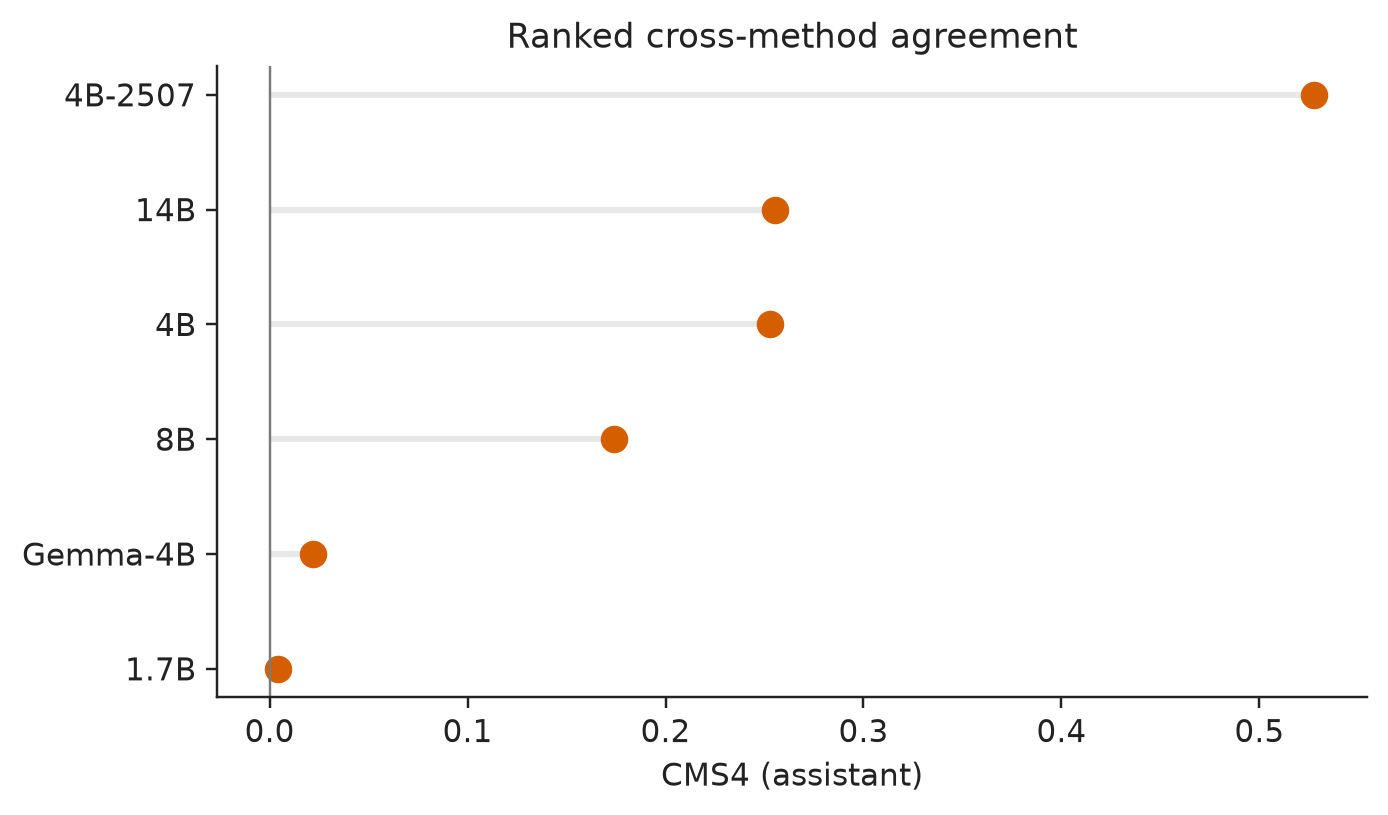 Ranked cross-method agreement
4B-2507
14B
4B
8B
Gemma-4B
1.7B
0.0 0.1 0.2 0.3 0.4 0.5
CMS4 (assistant)